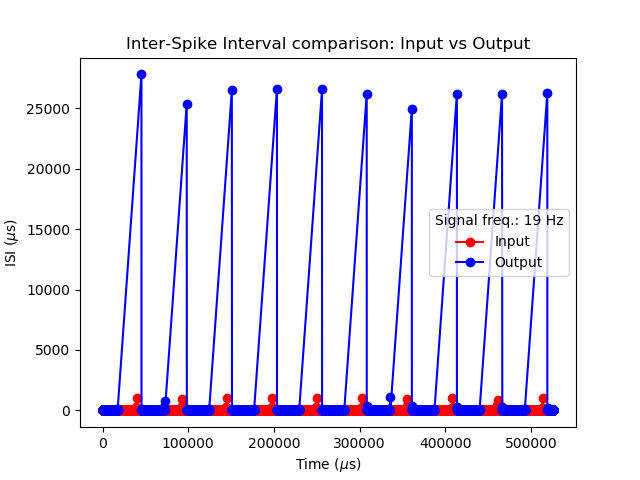 Inter-Spike Interval comparison: Input vs Output
ISI (μs)
25000
20000
15000
10000
5000
0
Signal freq.: 19 Hz
Input
Output
0 100000 200000 300000 400000 500000
Time (μs)